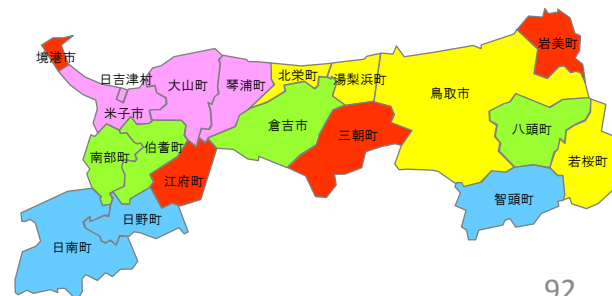 境港市
岩美町
日吉津村
大山町
琴浦町
北栄町
湯梨浜町
鳥取市
米子市
倉吉市
八頭町
南部町
伯耆町
三朝町
若桜町
江府町
智頭町
日野町
日南町
92